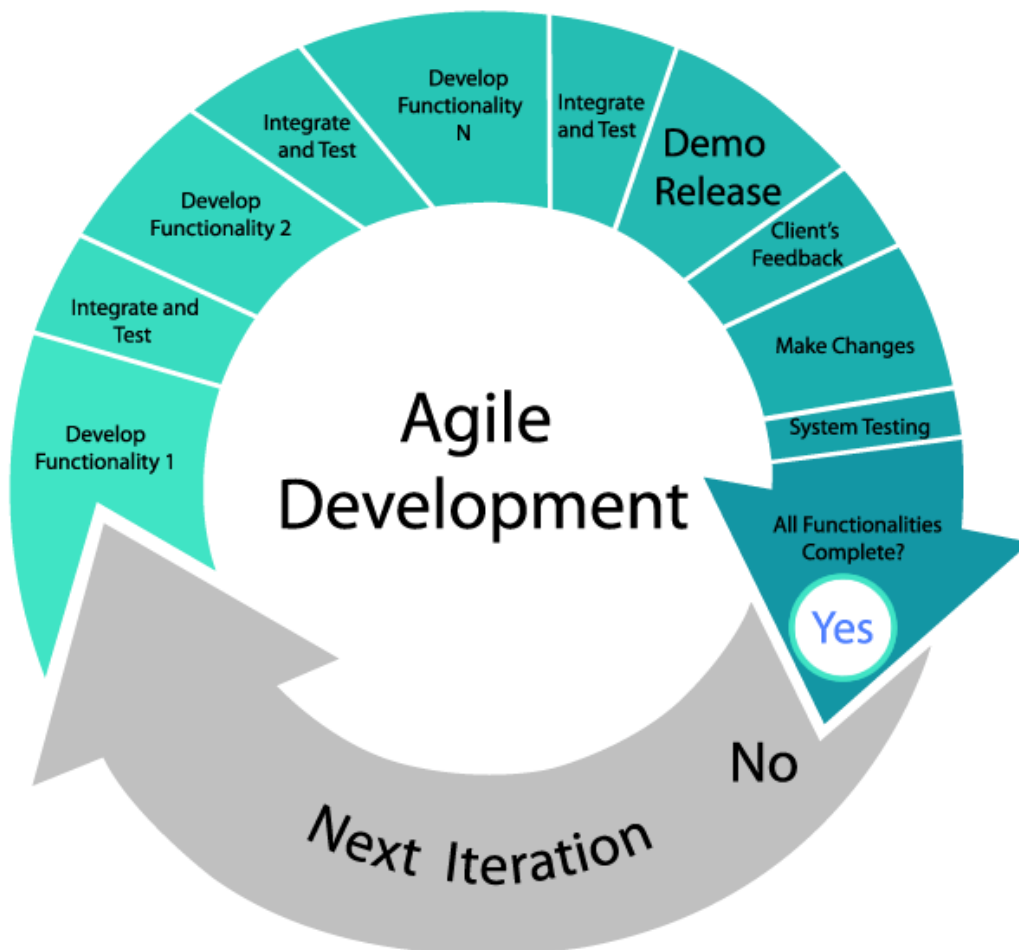 Develop
Functionality 1
Integrate and
Test
Develop
Functionality 2
Integrate
and Test
Develop
Functionality
N
Integrate
and Test
Demo
Release
Client's
Feedback
Make Changes
System Testing
All Functionalities
Complete?
Yes
No
Next Iteration
Agile
Development